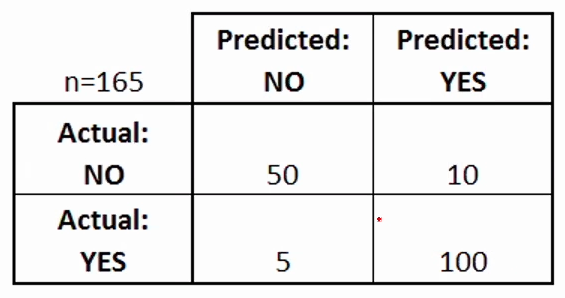 Predicted: Predicted:
n=165 NO YES
Actual:
NO 50 10
Actual:
YES 5 100